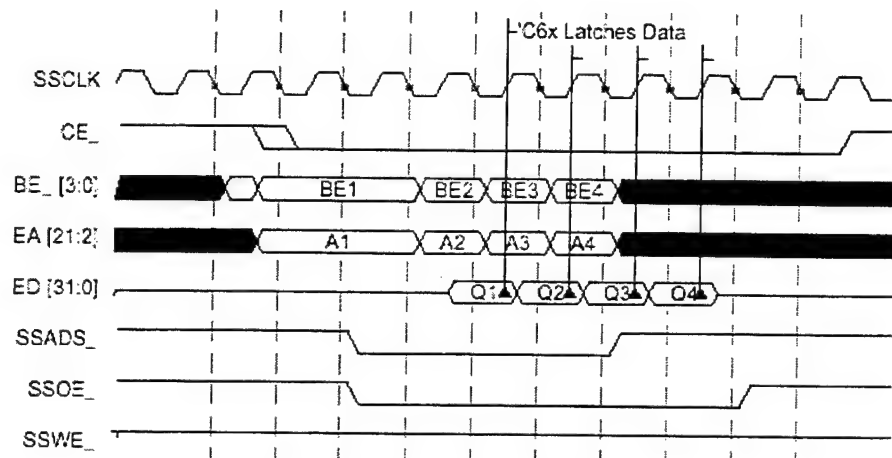 'C6x Latches Data
SSCLK
CE_
BE_ [3:0]
BE1 BE2 BE3 BE4
EA [21:2]
A1 A2 A3 A4
ED [31:0]
Q1 Q2 Q3 Q4
SSADS_
SSOE_
SSWE_